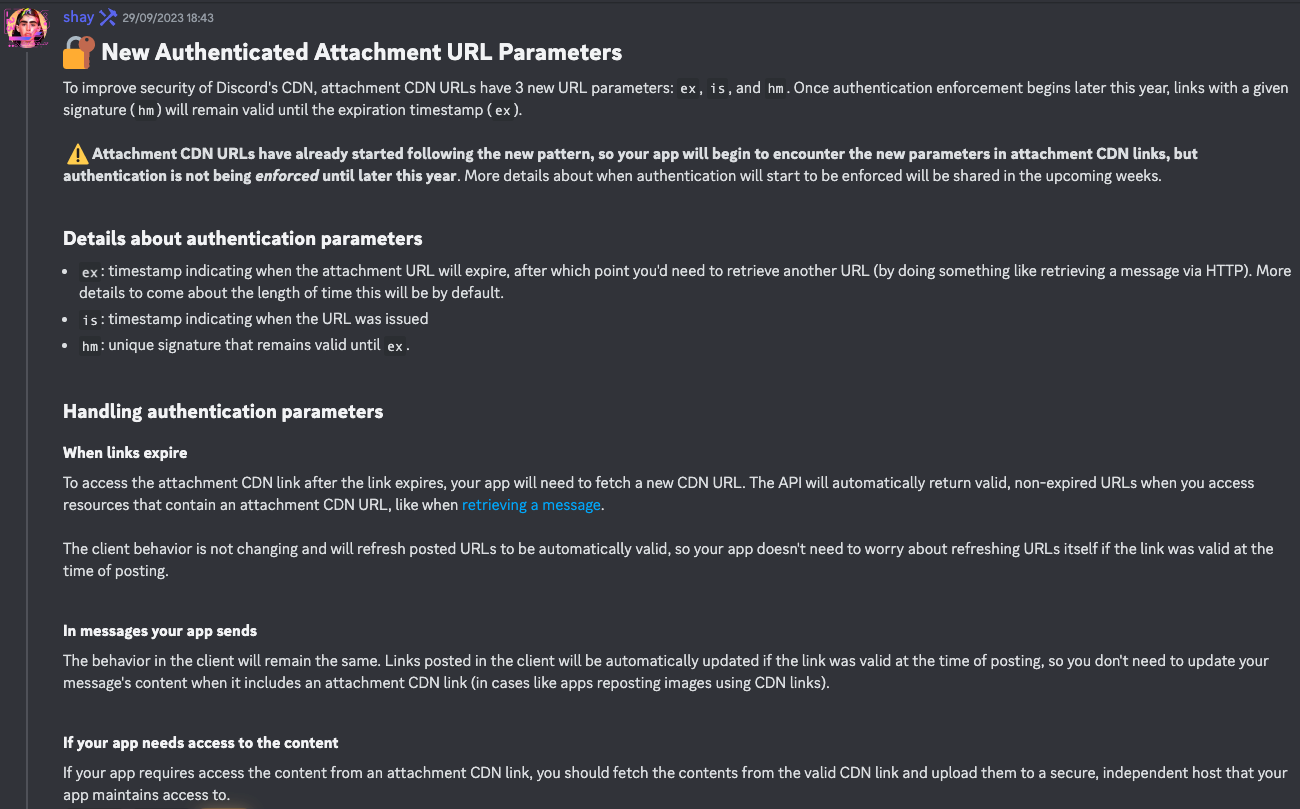 shay 29/09/2023 18:43
New Authenticated Attachment URL Parameters
To improve security of Discord's CDN, attachment CDN URLs have 3 new URL parameters: ex, is, and hm. Once authentication enforcement begins later this year, links with a given
signature (hm) will remain valid until the expiration timestamp (ex).
Attachment CDN URLs have already started following the new pattern, so your app will begin to encounter the new parameters in attachment CDN links, but
authentication is not being enforced until later this year. More details about when authentication will start to be enforced will be shared in the upcoming weeks.
Details about authentication parameters
• ex: timestamp indicating when the attachment URL will expire, after which point you'd need to retrieve another URL (by doing something like retrieving a message via HTTP). More
details to come about the length of time this will be by default.
• is: timestamp indicating when the URL was issued
• hm: unique signature that remains valid until ex.
Handling authentication parameters
When links expire
To access the attachment CDN link after the link expires, your app will need to fetch a new CDN URL. The API will automatically return valid, non-expired URLs when you access
resources that contain an attachment CDN URL, like when retrieving a message.
The client behavior is not changing and will refresh posted URLs to be automatically valid, so your app doesn't need to worry about refreshing URLs itself if the link was valid at the
time of posting.
In messages your app sends
The behavior in the client will remain the same. Links posted in the client will be automatically updated if the link was valid at the time of posting, so you don't need to update your
message's content when it includes an attachment CDN link (in cases like apps reposting images using CDN links).
If your app needs access to the content
If your app requires access the content from an attachment CDN link, you should fetch the contents from the valid CDN link and upload them to a secure, independent host that your
app maintains access to.